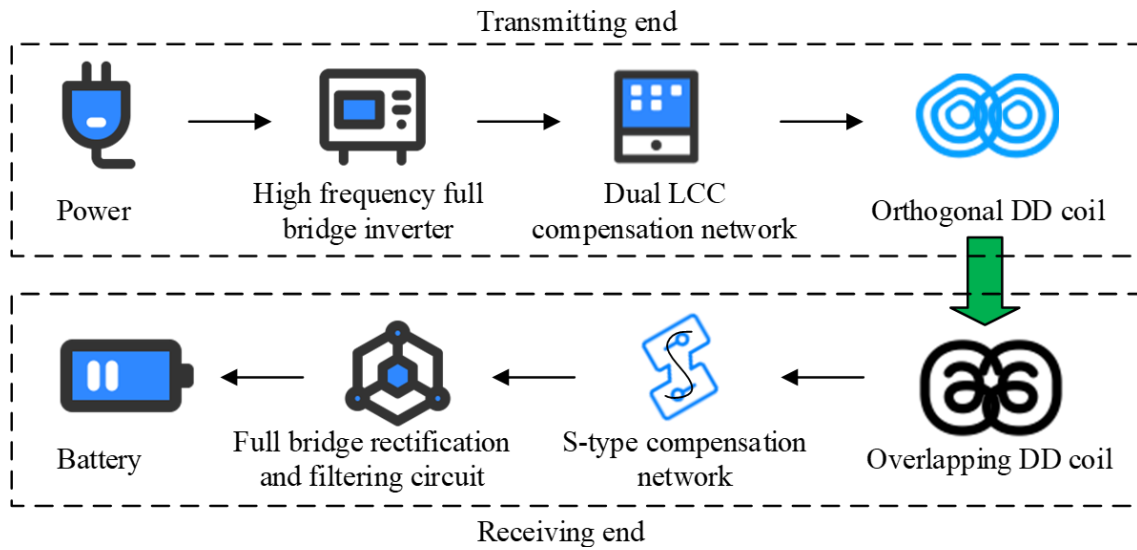 Transmitting end
Power
High frequency full
bridge inverter
Dual LCC
compensation network
Orthogonal DD coil
Battery
Full bridge rectification
and filtering circuit
S-type compensation
network
Overlapping DD coil
Receiving end